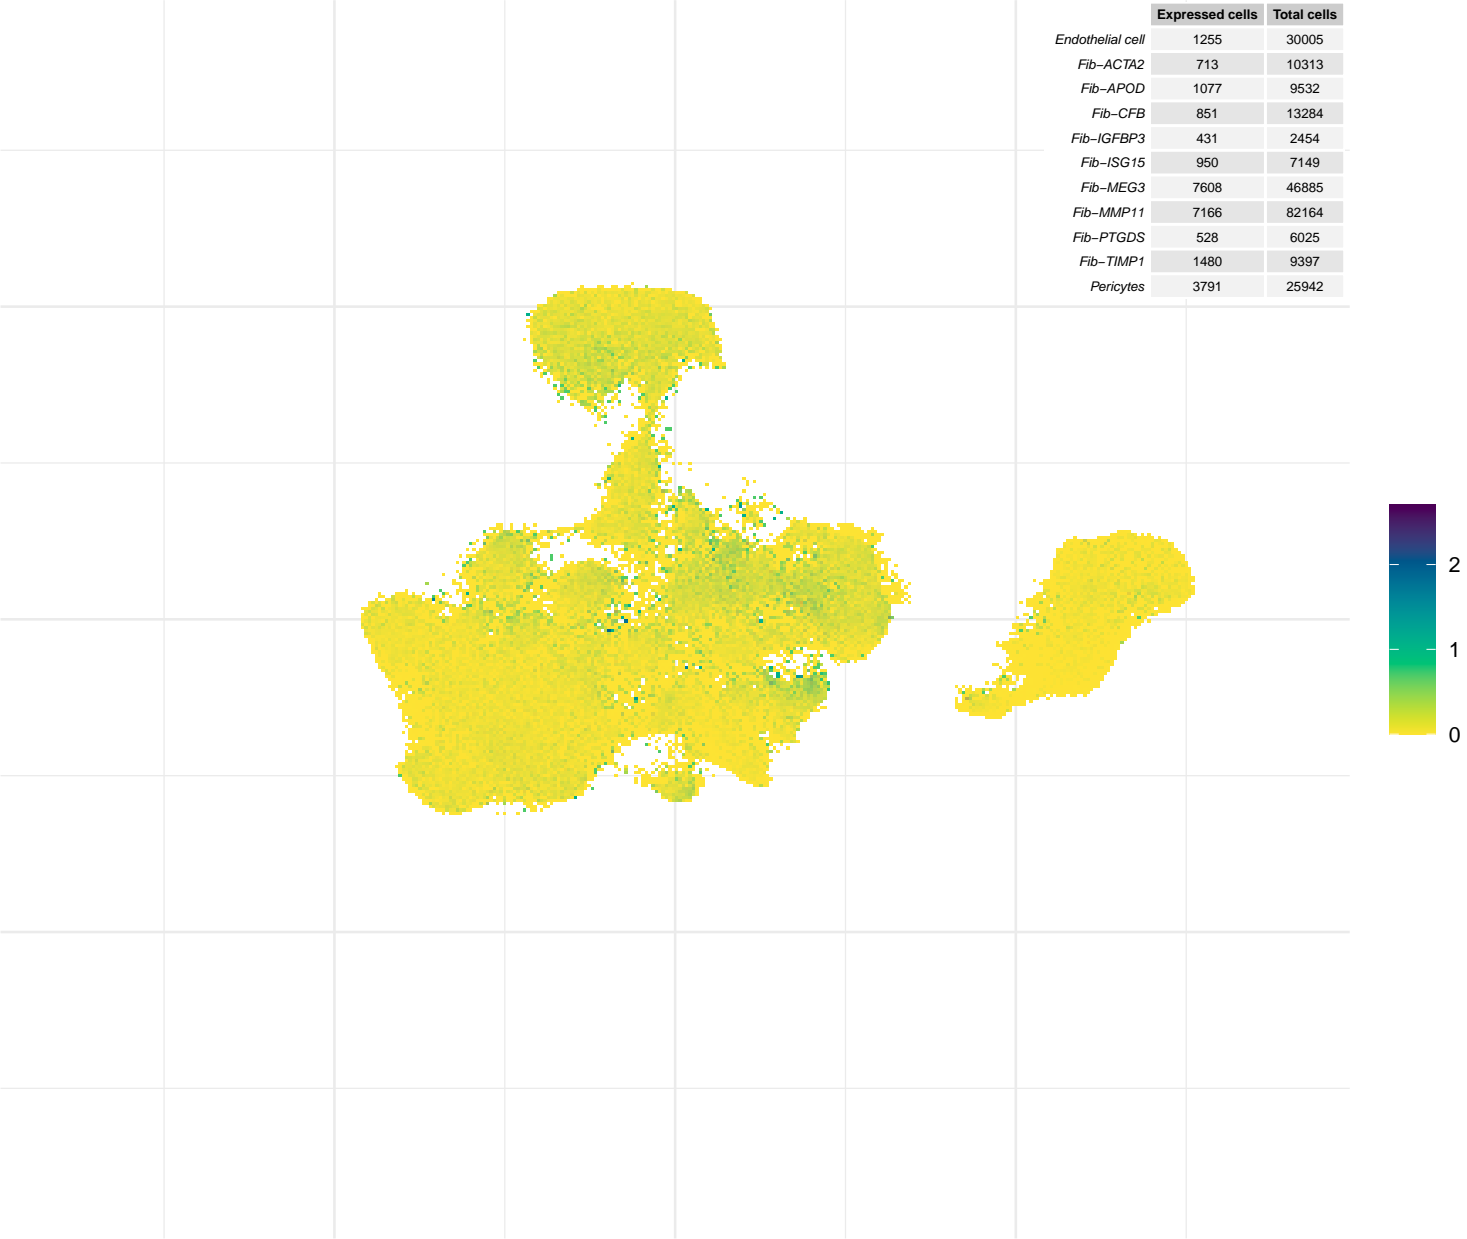 Expressed cells Total cells
Endothelial cell 1255 30005
Fib−ACTA2 713 10313
Fib−APOD 1077 9532
Fib−CFB 851 13284
Fib−IGFBP3 431 2454
Fib−ISG15 950 7149
Fib−MEG3 7608 46885
Fib−MMP11 7166 82164
Fib−PTGDS 528 6025
Fib−TIMP1 1480 9397
Pericytes 3791 25942
2
1
0